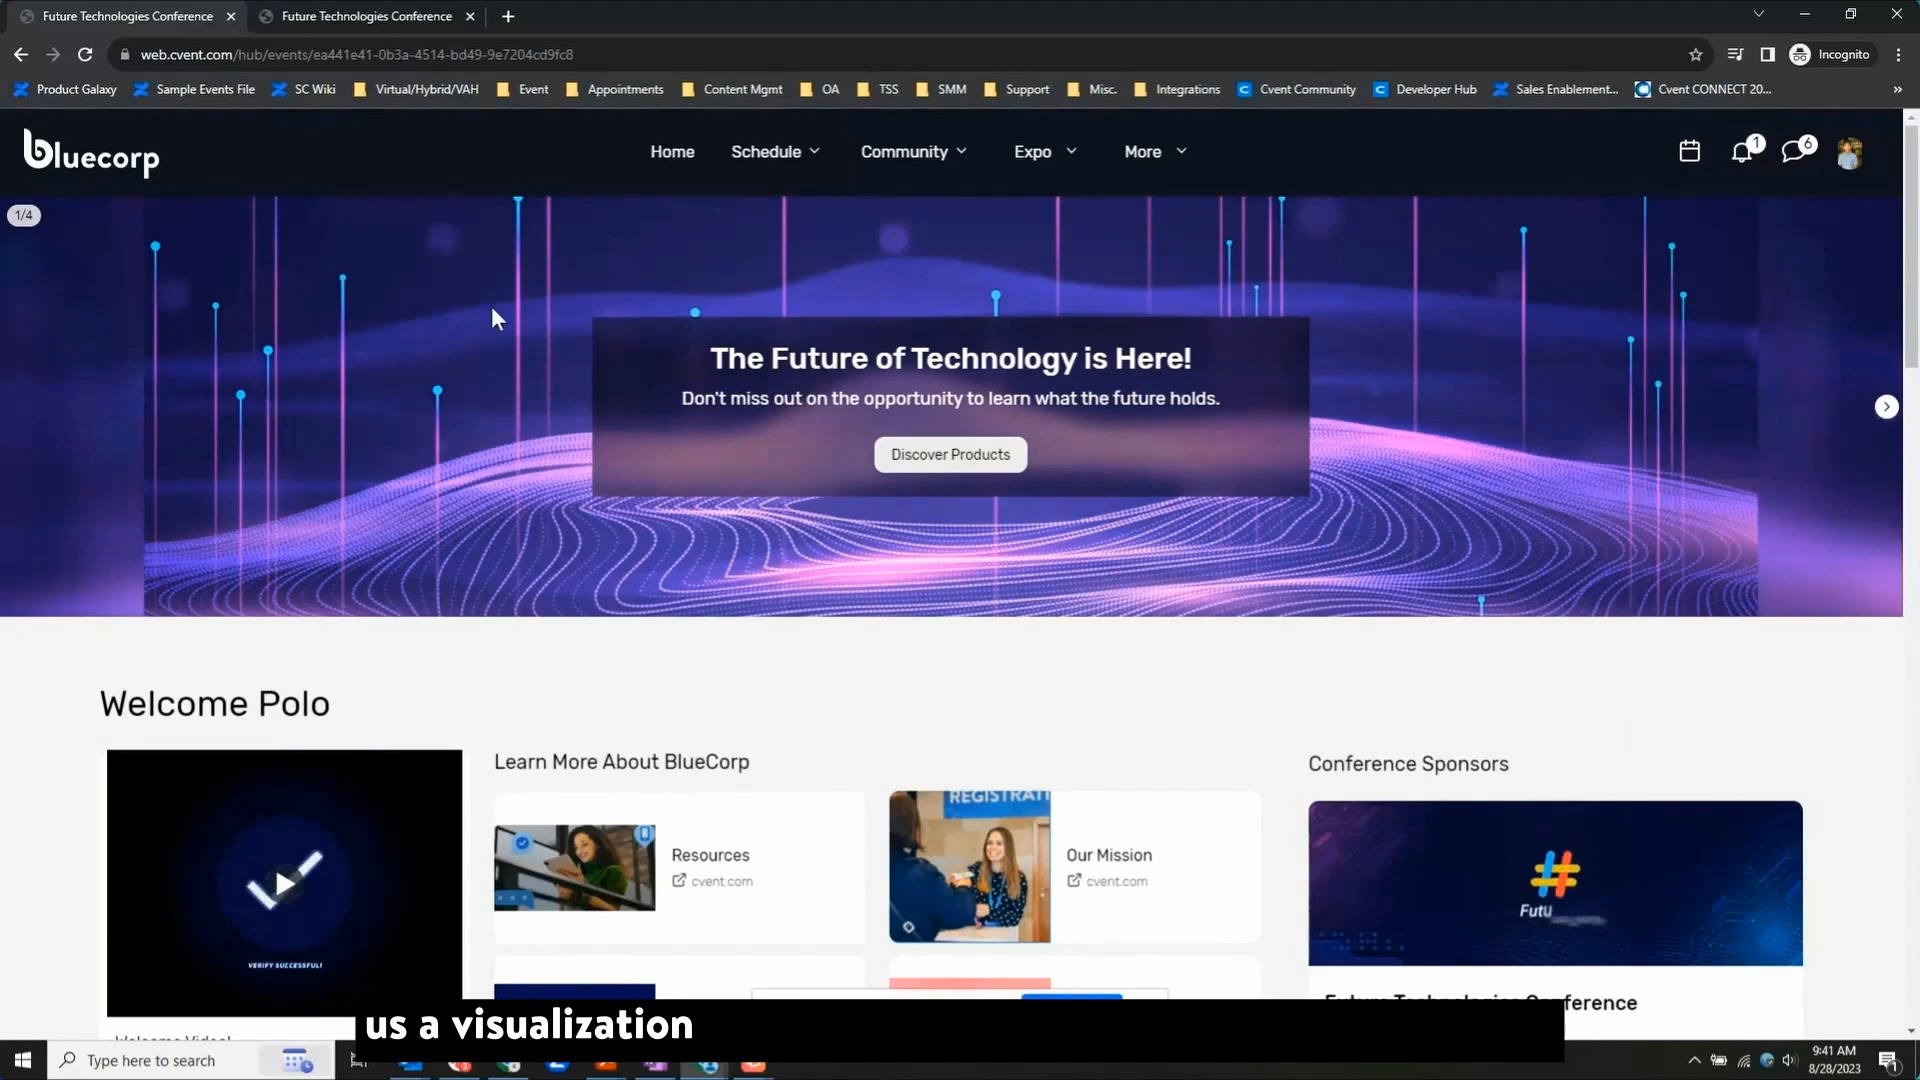 Future Technologies Conference
Future Technologies Conference
web.cvent.com/hub/events/ea441e41-0b3a-4514-bd49-9e7204cd9fc8
Incognito
Product Galaxy
Sample Events File
SC Wiki
Virtual/Hybrid/VAH
Event
Appointments
Content Mgmt
OA
TSS
SMM
Support
Misc.
Integrations
Cvent Community
Developer Hub
Sales Enablement...
Cvent CONNECT 20...
»
bluecorp
Home
Schedule
Community
Expo
More
1
6
1/4
The Future of Technology is Here!
Don't miss out on the opportunity to learn what the future holds.
Discover Products
Welcome Polo
VERIFY SUCCESSFUL!
Learn More About BlueCorp
Resources
cvent.com
REGISTRATI
Our Mission
cvent.com
Conference Sponsors
Futu
us a visualization
Type here to search
9:41 AM
8/28/2023
1